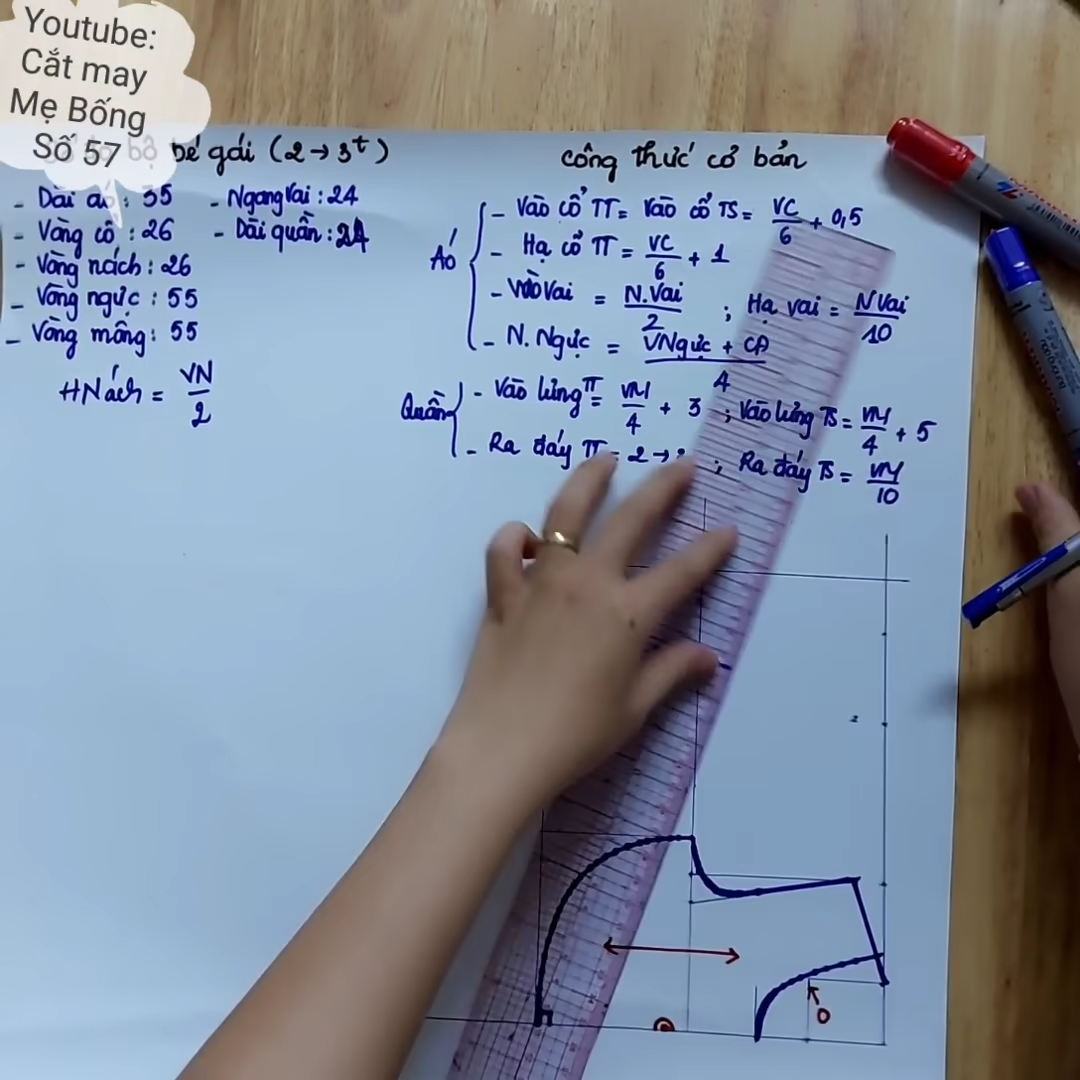 Youtube:
Cắt may
Mẹ Bống
Số 57
bộ bé gái (2→3t)
- Dài áo: 35
- Vòng cổ: 26
- Vòng nách: 26
- Vòng ngực: 55
- Vòng mông: 55
- Ngang vai: 24
- Dài quần: 24
HNách = VN/2
công thức cơ bản
Áo
- Vào cổ TT = Vào cổ TS = VC/6 + 0,5
- Hạ cổ TT = VC/6 + 1
- Vào Vai = N.Vai/2 ; Hạ vai = N Vai/10
- N. Ngực = VNgực + CĐ/4
Quần
- Vào lưng TT = VM/4 + 3 ; Vào lưng TS = VM/4 + 5
- Ra đáy TT = 2 → ; Ra đáy TS = VM/10